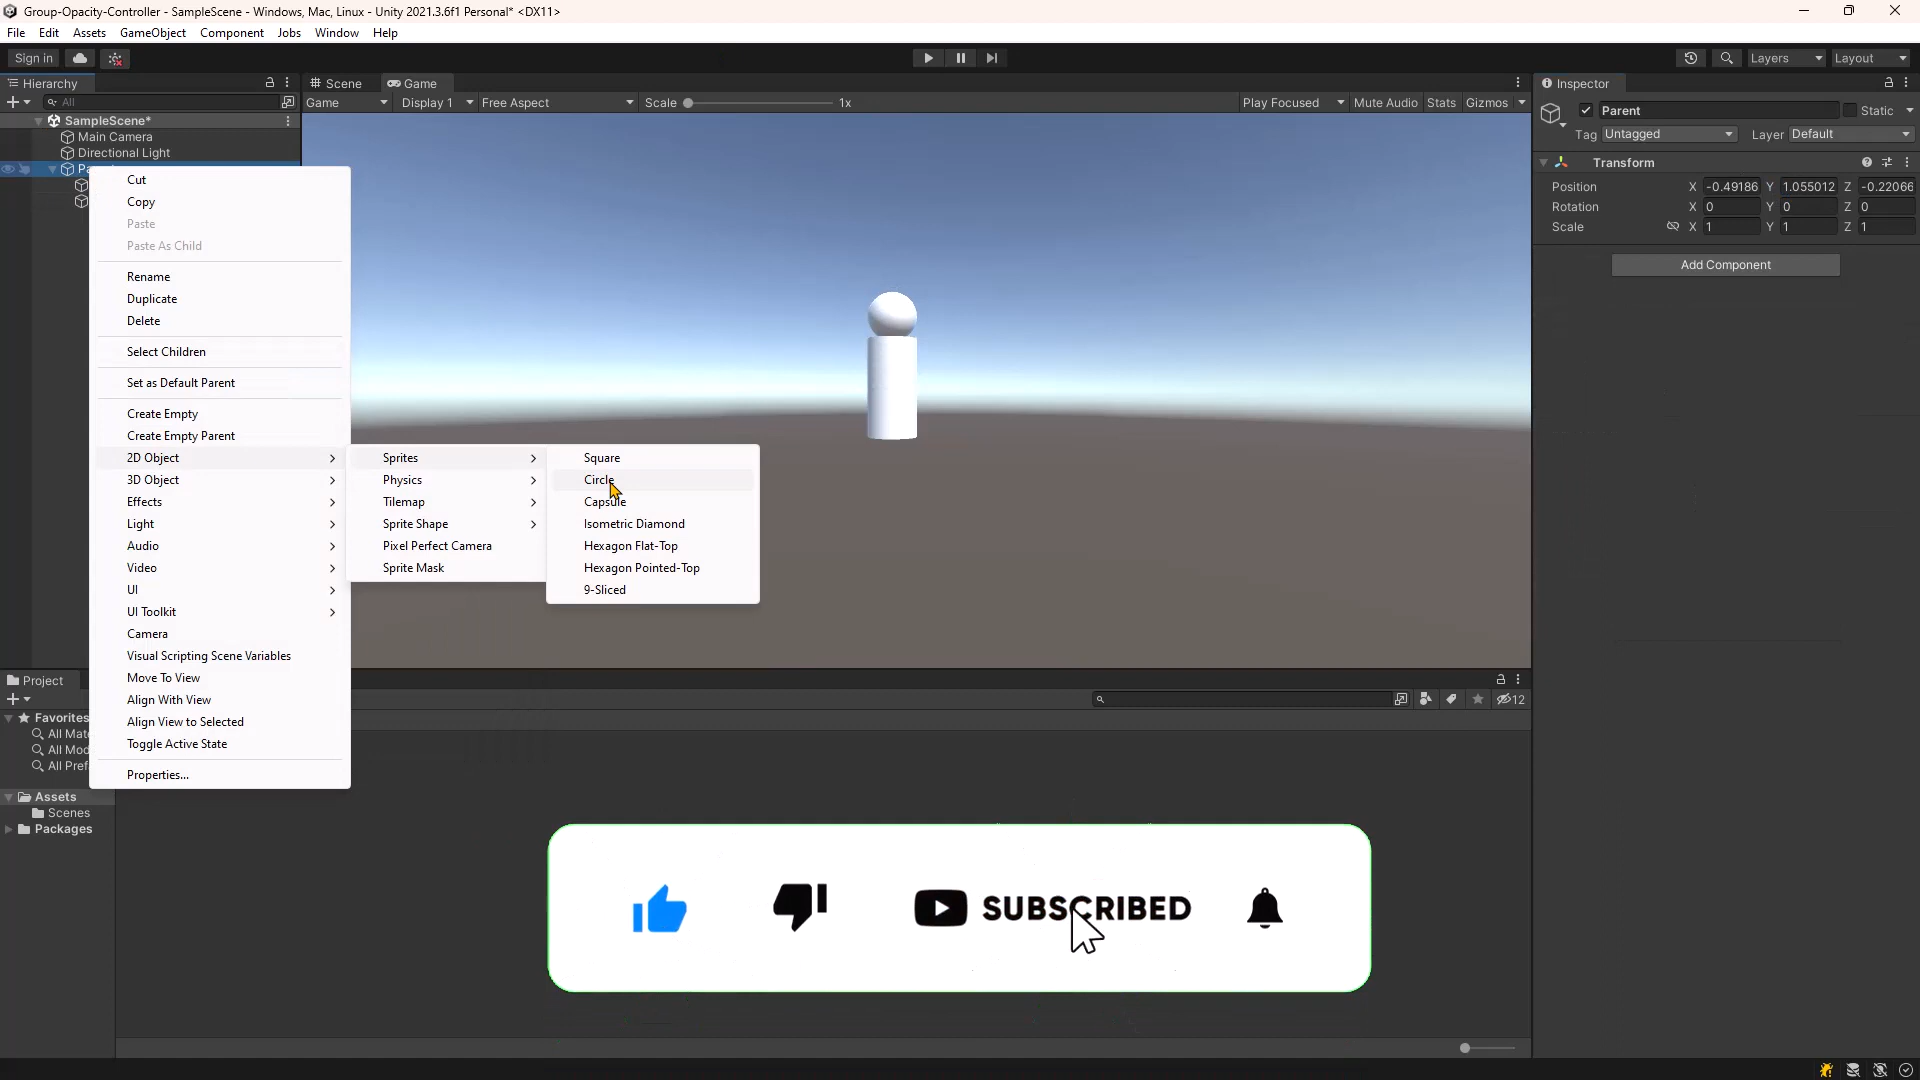 Group-Opacity-Controller - SampleScene - Windows, Mac, Linux - Unity 2021.3.6f1 Personal* <DX11>
File Edit Assets GameObject Component Jobs Window Help
Sign in Layers Layout
Hierarchy Scene Game Inspector
All Game Display 1 Free Aspect Scale 1x Play Focused Mute Audio Stats Gizmos Parent Static
SampleScene*
Tag Untagged Layer Default
Main Camera
Directional Light
Transform
Position X -0.49186 Y 1.055012 Z -0.22066
Rotation X 0 Y 0 Z 0
Scale X 1 Y 1 Z 1
Add Component
Cut
Copy
Paste
Paste As Child
Rename
Duplicate
Delete
Select Children
Set as Default Parent
Create Empty
Create Empty Parent
2D Object
3D Object
Effects
Light
Audio
Video
UI
UI Toolkit
Camera
Visual Scripting Scene Variables
Move To View
Align With View
Align View to Selected
Toggle Active State
Properties...
Sprites
Physics
Tilemap
Sprite Shape
Pixel Perfect Camera
Sprite Mask
Square
Circle
Capsule
Isometric Diamond
Hexagon Flat-Top
Hexagon Pointed-Top
9-Sliced
Project
12
Favorites
All Mate
All Mod
All Pref
Assets
Scenes
Packages
SUBSCRIBED